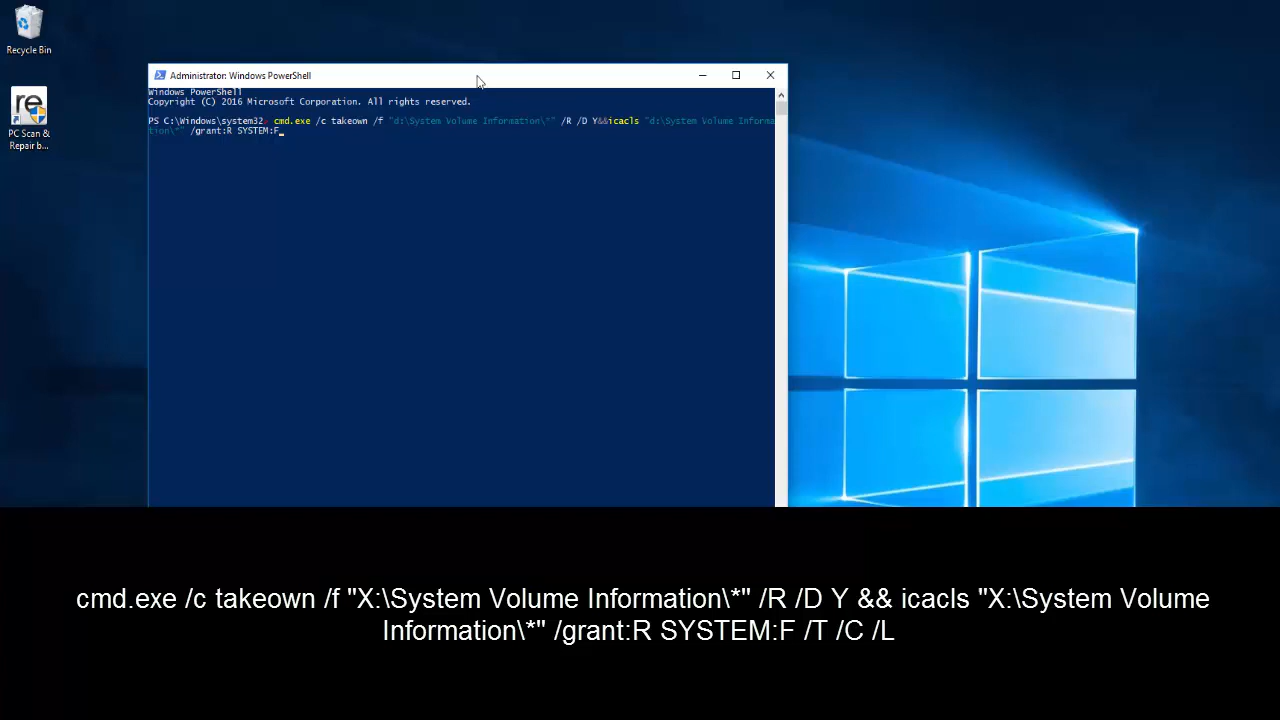 Recycle Bin
PC Scan &
Repair b...
Administrator: Windows PowerShell
Windows PowerShell
Copyright (C) 2016 Microsoft Corporation. All rights reserved.
PS C:\Windows\system32> cmd.exe /c takeown /f "d:\System Volume Information\*" /R /D Y&&icacls "d:\System Volume Informa
tion\*" /grant:R SYSTEM:F_
re
cmd.exe /c takeown /f "X:\System Volume Information\*" /R /D Y && icacls "X:\System Volume
Information\*" /grant:R SYSTEM:F /T /C /L